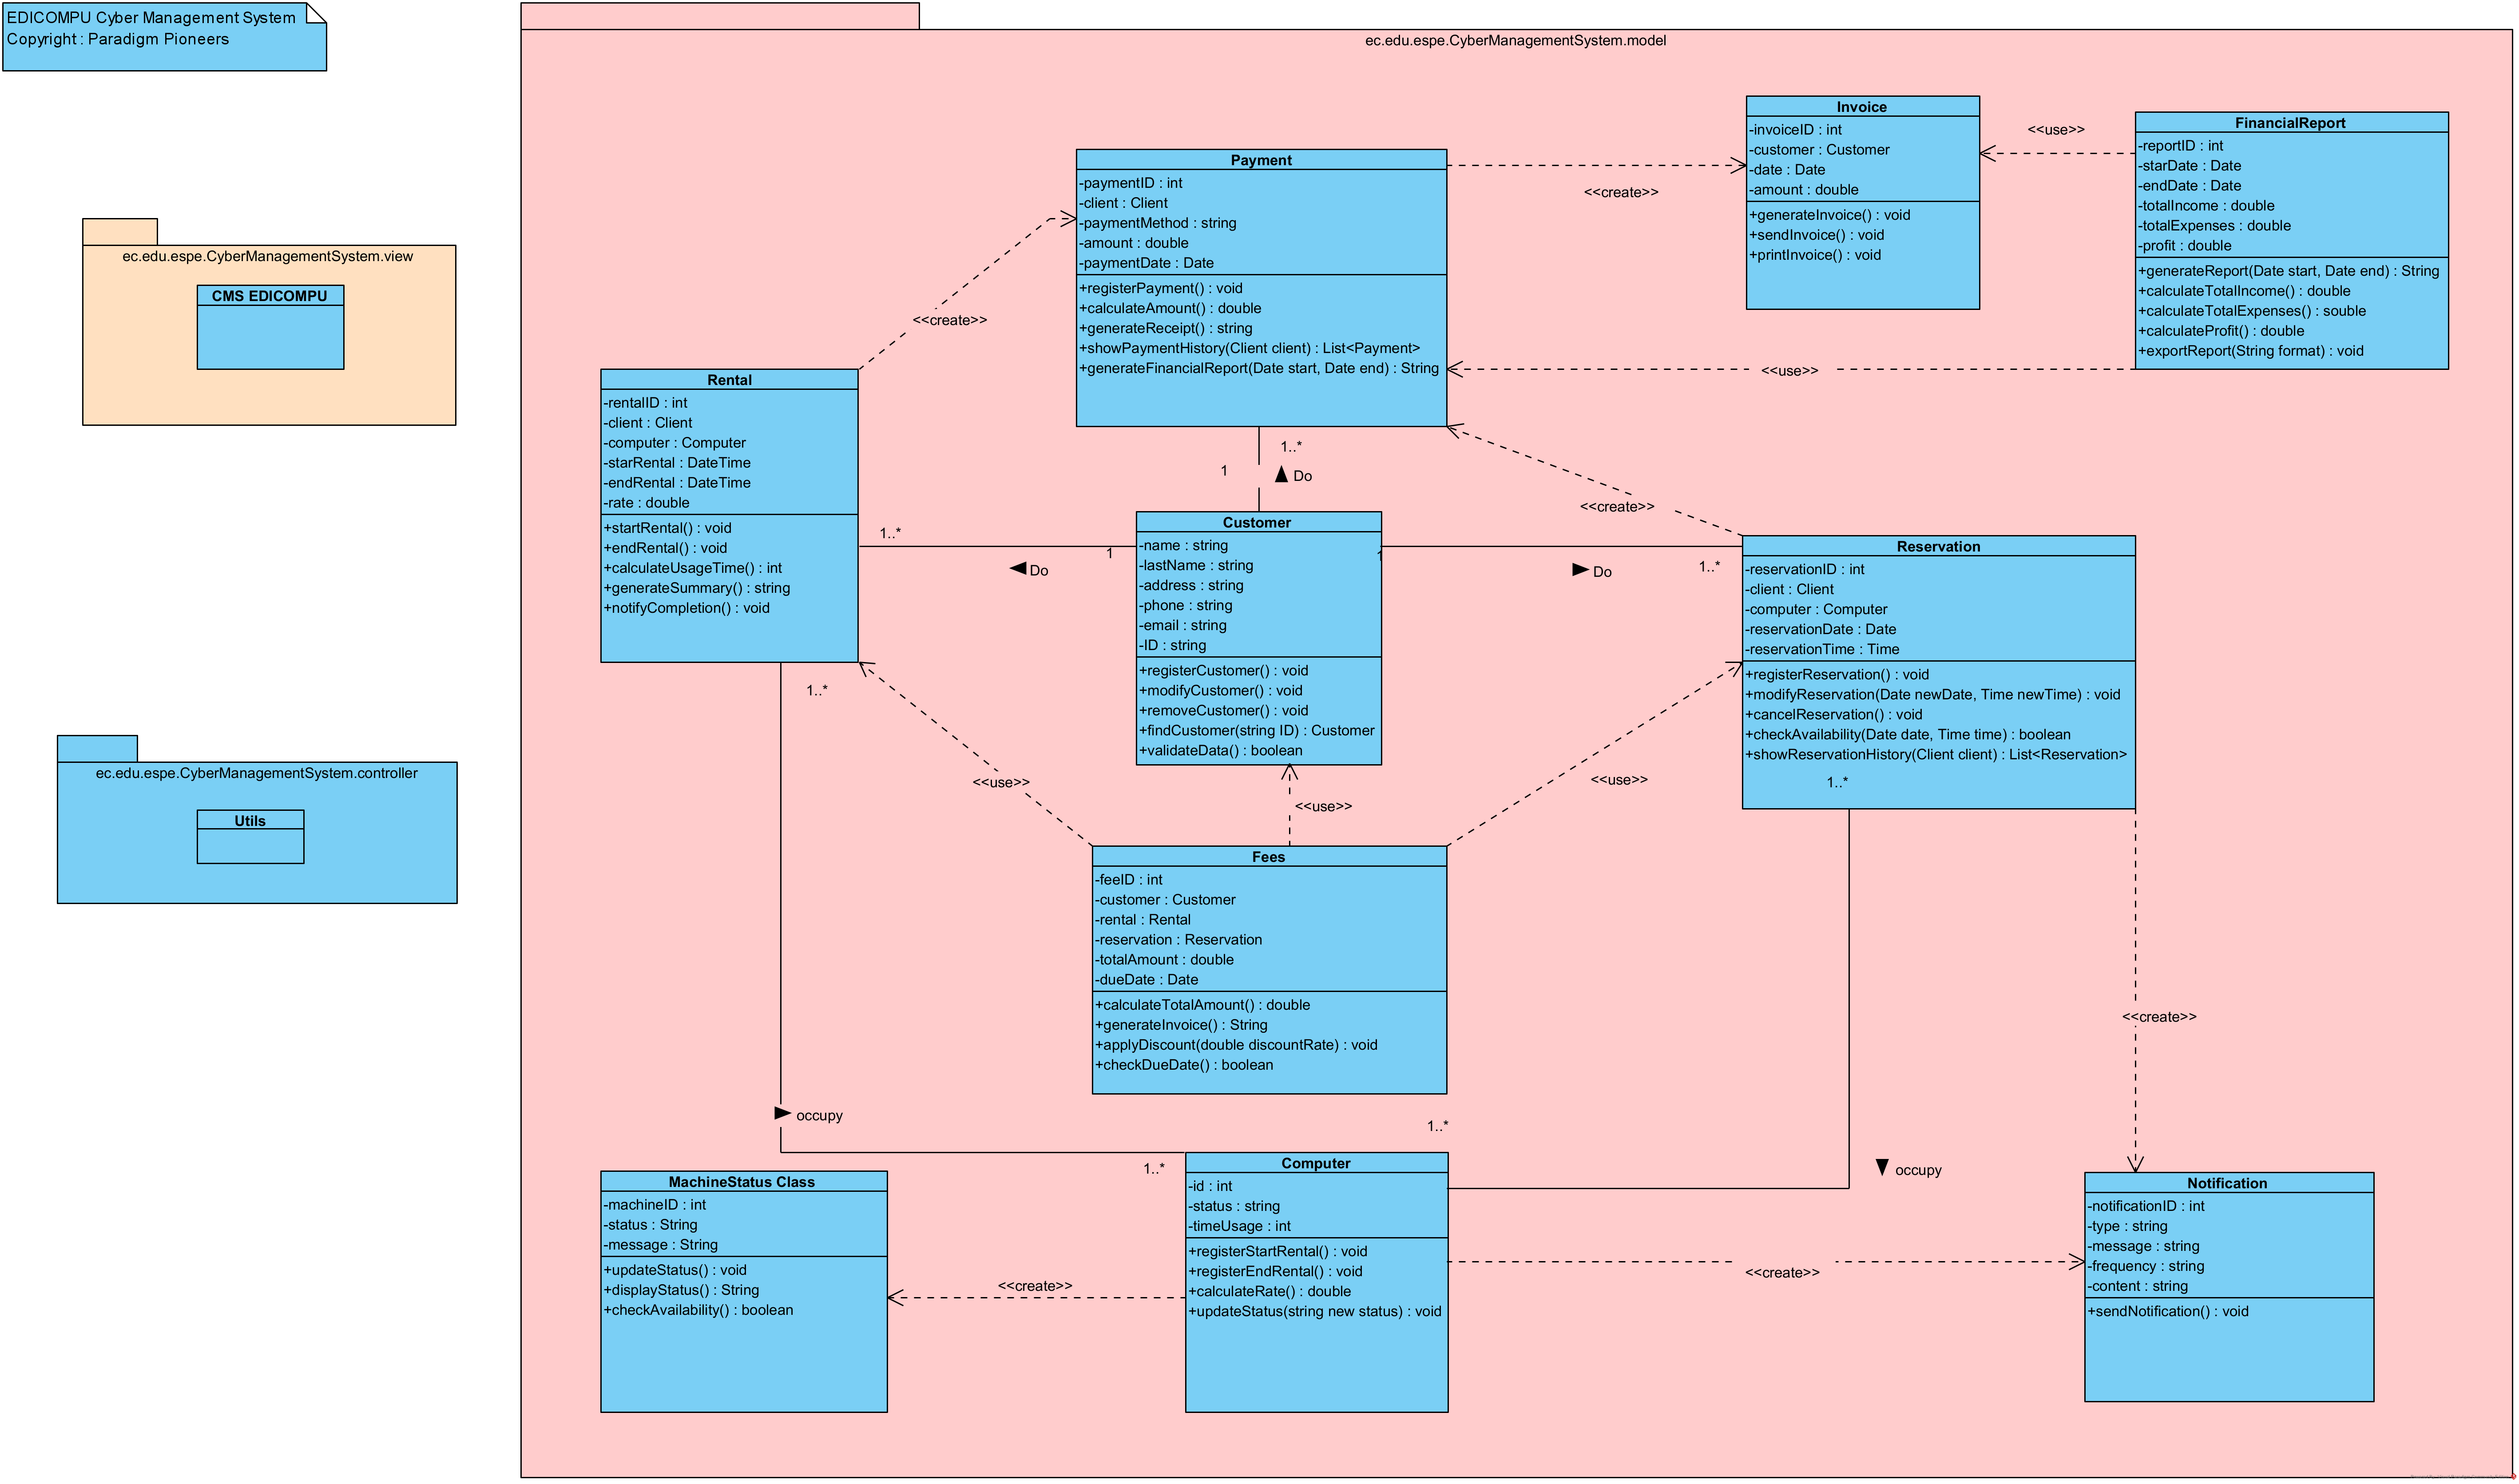 EDICOMPU Cyber Management System
Copyright : Paradigm Pioneers
ec.edu.espe.CyberManagementSystem.view
CMS EDICOMPU
ec.edu.espe.CyberManagementSystem.controller
Utils
ec.edu.espe.CyberManagementSystem.model
Payment
-paymentID : int
-client : Client
-paymentMethod : string
-amount : double
-paymentDate : Date
+registerPayment() : void
+calculateAmount() : double
+generateReceipt() : string
+showPaymentHistory(Client client) : List<Payment>
+generateFinancialReport(Date start, Date end) : String
<<create>>
Invoice
-invoiceID : int
-customer : Customer
-date : Date
-amount : double
+generateInvoice() : void
+sendInvoice() : void
+printInvoice() : void
<<use>>
FinancialReport
-reportID : int
-starDate : Date
-endDate : Date
-totalIncome : double
-totalExpenses : double
-profit : double
+generateReport(Date start, Date end) : String
+calculateTotalIncome() : double
+calculateTotalExpenses() : souble
+calculateProfit() : double
+exportReport(String format) : void
<<use>>
<<create>>
Rental
-rentalID : int
-client : Client
-computer : Computer
-starRental : DateTime
-endRental : DateTime
-rate : double
+startRental() : void
+endRental() : void
+calculateUsageTime() : int
+generateSummary() : string
+notifyCompletion() : void
1..*
1
Do
<<create>>
1..*
1
Do
Customer
-name : string
-lastName : string
-address : string
-phone : string
-email : string
-ID : string
+registerCustomer() : void
+modifyCustomer() : void
+removeCustomer() : void
+findCustomer(string ID) : Customer
+validateData() : boolean
1
Do
1..*
Reservation
-reservationID : int
-client : Client
-computer : Computer
-reservationDate : Date
-reservationTime : Time
+registerReservation() : void
+modifyReservation(Date newDate, Time newTime) : void
+cancelReservation() : void
+checkAvailability(Date date, Time time) : boolean
+showReservationHistory(Client client) : List<Reservation>
1..*
1..*
<<use>>
<<use>>
<<use>>
Fees
-feeID : int
-customer : Customer
-rental : Rental
-reservation : Reservation
-totalAmount : double
-dueDate : Date
+calculateTotalAmount() : double
+generateInvoice() : String
+applyDiscount(double discountRate) : void
+checkDueDate() : boolean
<<create>>
occupy
1..*
1..*
occupy
MachineStatus Class
-machineID : int
-status : String
-message : String
+updateStatus() : void
+displayStatus() : String
+checkAvailability() : boolean
<<create>>
Computer
-id : int
-status : string
-timeUsage : int
+registerStartRental() : void
+registerEndRental() : void
+calculateRate() : double
+updateStatus(string new status) : void
<<create>>
Notification
-notificationID : int
-type : string
-message : string
-frequency : string
-content : string
+sendNotification() : void